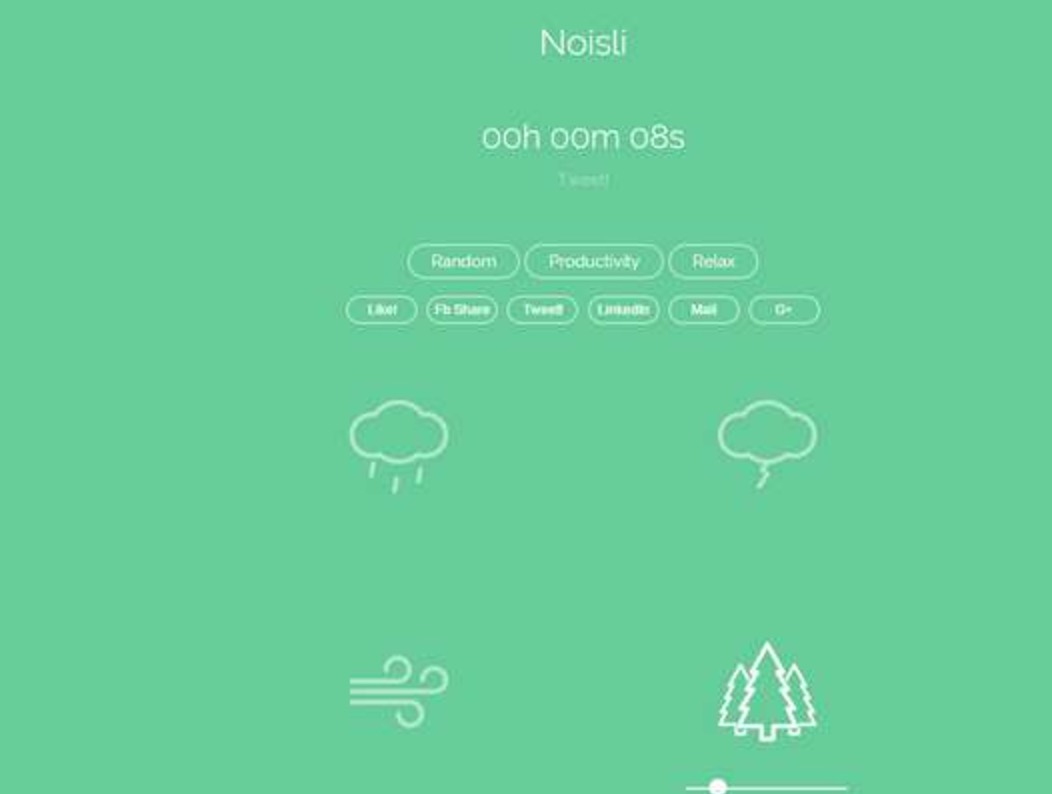 Noisli
00h 00m 08s
Tweet!
Random Productivity Relax
Like! Fb Share Tweet! LinkedIn Mail G+